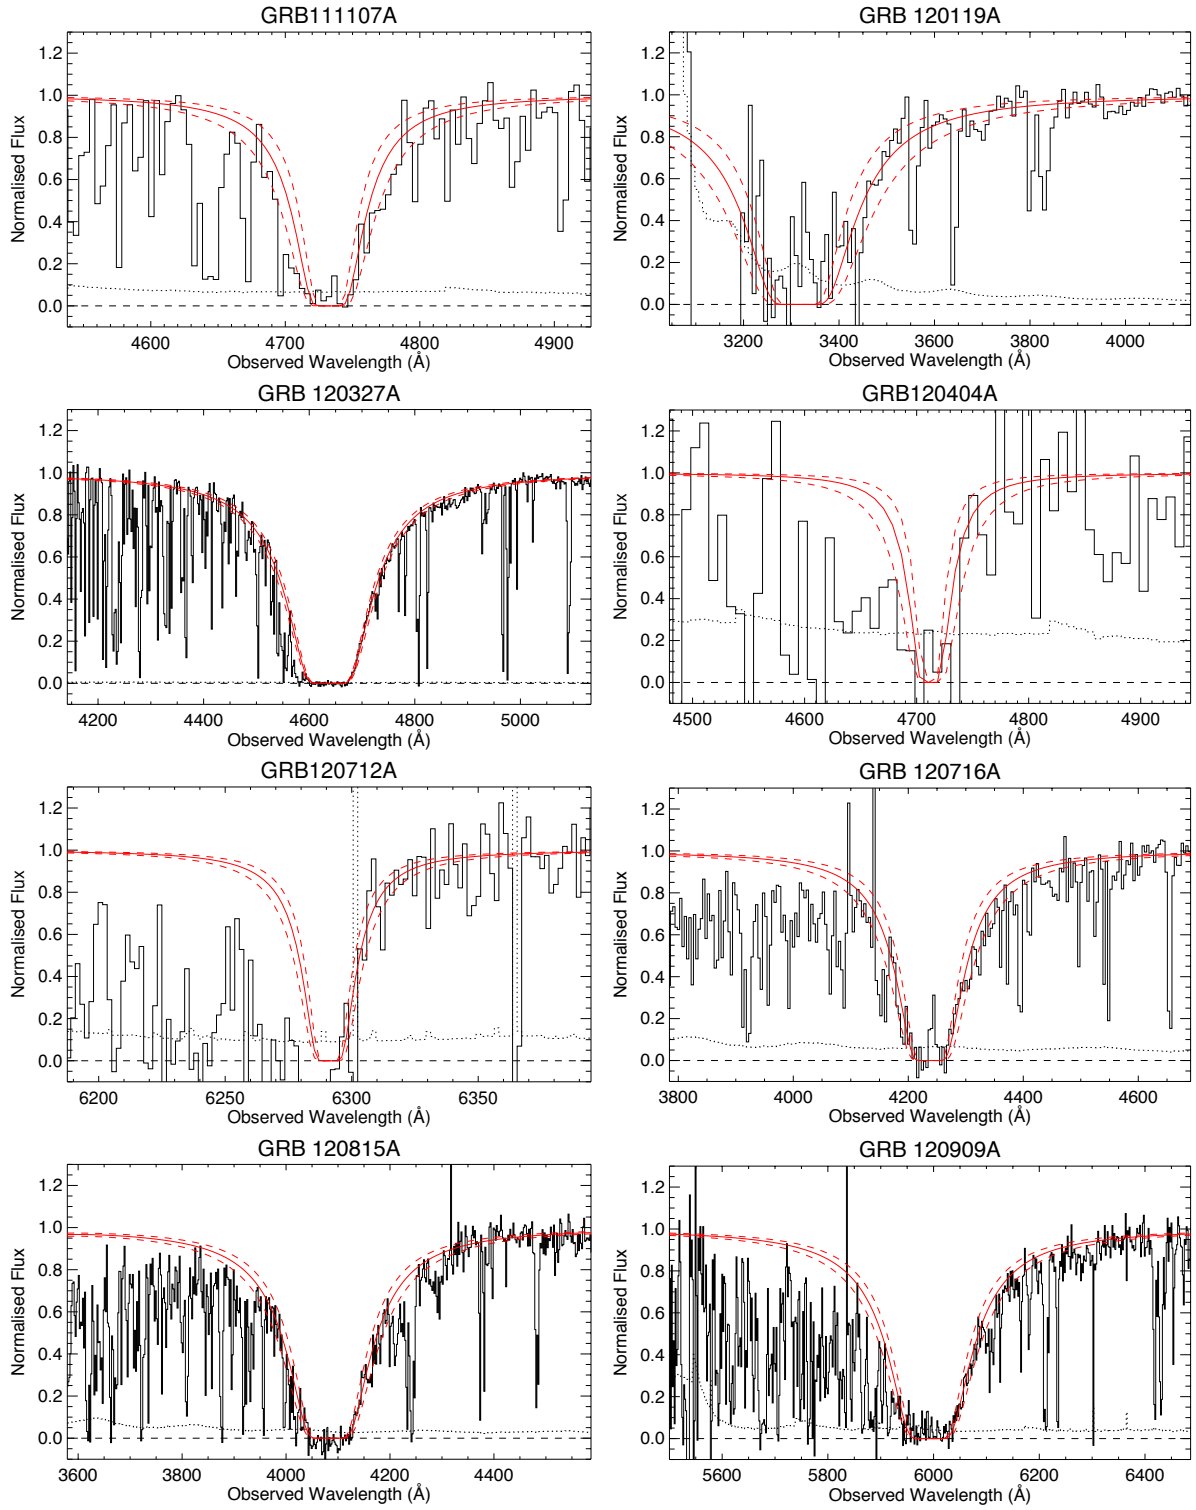 GRB111107A
GRB 120119A
1.2
1.0
0.8
0.6
0.4
0.2
0.0
Normalised Flux
4600 4700 4800 4900
Observed Wavelength (Å)
1.2
1.0
0.8
0.6
0.4
0.2
0.0
Normalised Flux
3200 3400 3600 3800 4000
Observed Wavelength (Å)
GRB 120327A
GRB120404A
1.2
1.0
0.8
0.6
0.4
0.2
0.0
Normalised Flux
4200 4400 4600 4800 5000
Observed Wavelength (Å)
1.2
1.0
0.8
0.6
0.4
0.2
0.0
Normalised Flux
4500 4600 4700 4800 4900
Observed Wavelength (Å)
GRB120712A
GRB 120716A
1.2
1.0
0.8
0.6
0.4
0.2
0.0
Normalised Flux
6200 6250 6300 6350
Observed Wavelength (Å)
1.2
1.0
0.8
0.6
0.4
0.2
0.0
Normalised Flux
3800 4000 4200 4400 4600
Observed Wavelength (Å)
GRB 120815A
GRB 120909A
1.2
1.0
0.8
0.6
0.4
0.2
0.0
Normalised Flux
3600 3800 4000 4200 4400
Observed Wavelength (Å)
1.2
1.0
0.8
0.6
0.4
0.2
0.0
Normalised Flux
5600 5800 6000 6200 6400
Observed Wavelength (Å)